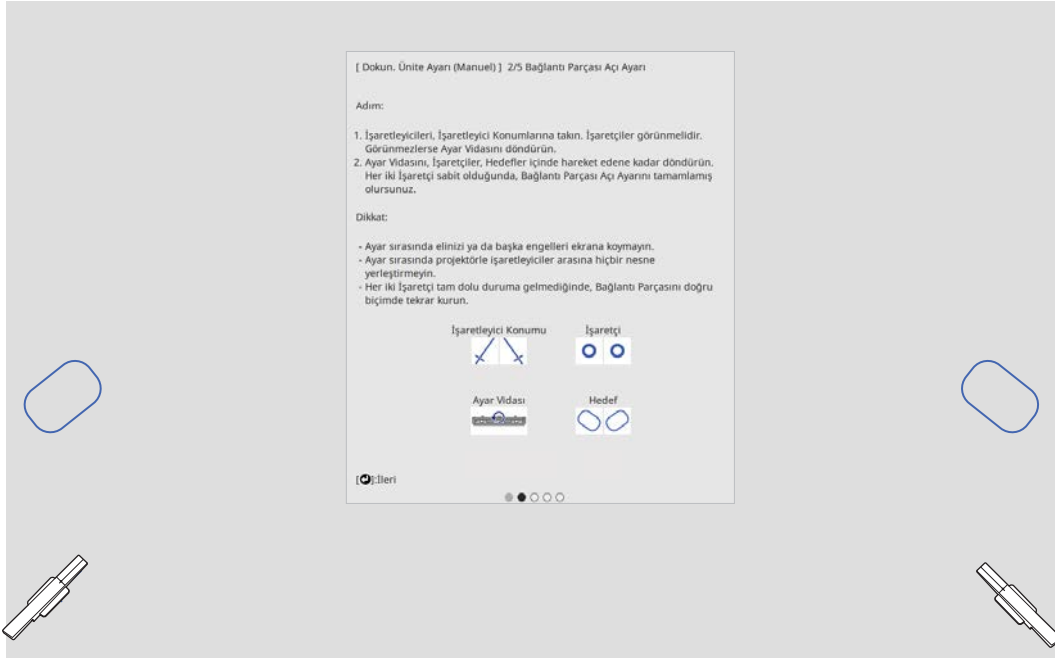 [ Dokun. Ünite Ayarı (Manuel) ] 2/5 Bağlantı Parçası Açı Ayarı
Adım:
1. İşaretleyicileri, İşaretleyici Konumlarına takın. İşaretçiler görünmelidir.
Görünmezlerse Ayar Vidasını döndürün.
2. Ayar Vidasını, İşaretçiler, Hedefler içinde hareket edene kadar döndürün.
Her iki İşaretçi sabit olduğunda, Bağlantı Parçası Açı Ayarını tamamlamış
olursunuz.
Dikkat:
- Ayar sırasında elinizi ya da başka engelleri ekrana koymayın.
- Ayar sırasında projektörle işaretleyiciler arasına hiçbir nesne
yerleştirmeyin.
- Her iki İşaretçi tam dolu duruma gelmediğinde, Bağlantı Parçasını doğru
biçimde tekrar kurun.
İşaretleyici Konumu İşaretçi
Ayar Vidası Hedef
[ ]:İleri